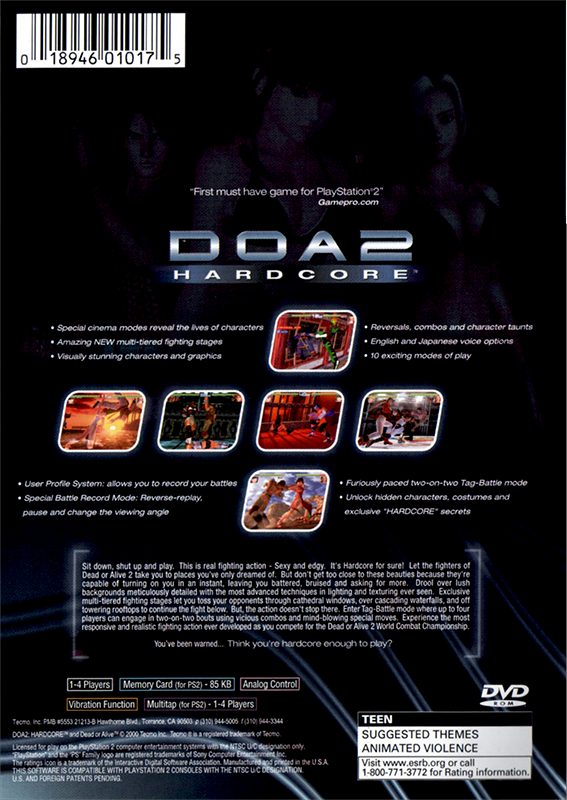 0 18946 01017 5
"First must have game for PlayStation®2"
Gamepro.com
DOA2
HARDCORE™
• Special cinema modes reveal the lives of characters
• Amazing NEW multi-tiered fighting stages
• Visually stunning characters and graphics
• Reversals, combos and character taunts
• English and Japanese voice options
• 10 exciting modes of play
• User Profile System: allows you to record your battles
• Special Battle Record Mode: Reverse-replay,
pause and change the viewing angle
• Furiously paced two-on-two Tag-Battle mode
• Unlock hidden characters, costumes and
exclusive "HARDCORE" secrets
Sit down, shut up and play. This is real fighting action - Sexy and edgy. It's Hardcore for sure! Let the fighters of
Dead or Alive 2 take you to places you've only dreamed of. But don't get too close to these beauties because they're
capable of turning on you in an instant, leaving you battered, bruised and asking for more. Drool over lush
backgrounds meticulously detailed with the most advanced techniques in lighting and texturing ever seen. Exclusive
multi-tiered fighting stages let you toss your opponents through cathedral windows, over cascading waterfalls, and off
towering rooftops to continue the fight below. But, the action doesn't stop there. Enter Tag-Battle mode where up to four
players can engage in two-on-two bouts using vicious combos and mind-blowing special moves. Experience the most
responsive and realistic fighting action ever developed as you compete for the Dead or Alive 2 World Combat Championship.
You've been warned... Think you're hardcore enough to play?
1-4 Players
Memory Card (for PS2) - 85 KB
Analog Control
Vibration Function
Multitap (for PS2) - 1-4 Players
DVD
ROM
Tecmo, Inc. PMB #5553 21213-B Hawthorne Blvd., Torrance, CA 90503 p (310) 944-5005 f (310) 944-3344
DOA2: HARDCORE™ and Dead or Alive™ © 2000 Tecmo, Inc. Tecmo ® is a registered trademark of Tecmo.
Licensed for play on the PlayStation 2 computer entertainment systems with the NTSC U/C designation only.
"PlayStation" and the "PS" Family logo are registered trademarks of Sony Computer Entertainment Inc.
The ratings icon is a trademark of the Interactive Digital Software Association. Manufactured and printed in the U.S.A.
THIS SOFTWARE IS COMPATIBLE WITH PLAYSTATION 2 CONSOLES WITH THE NTSC U/C DESIGNATION.
U.S. AND FOREIGN PATENTS PENDING.
TEEN
SUGGESTED THEMES
ANIMATED VIOLENCE
Visit www.esrb.org or call
1-800-771-3772 for Rating information.